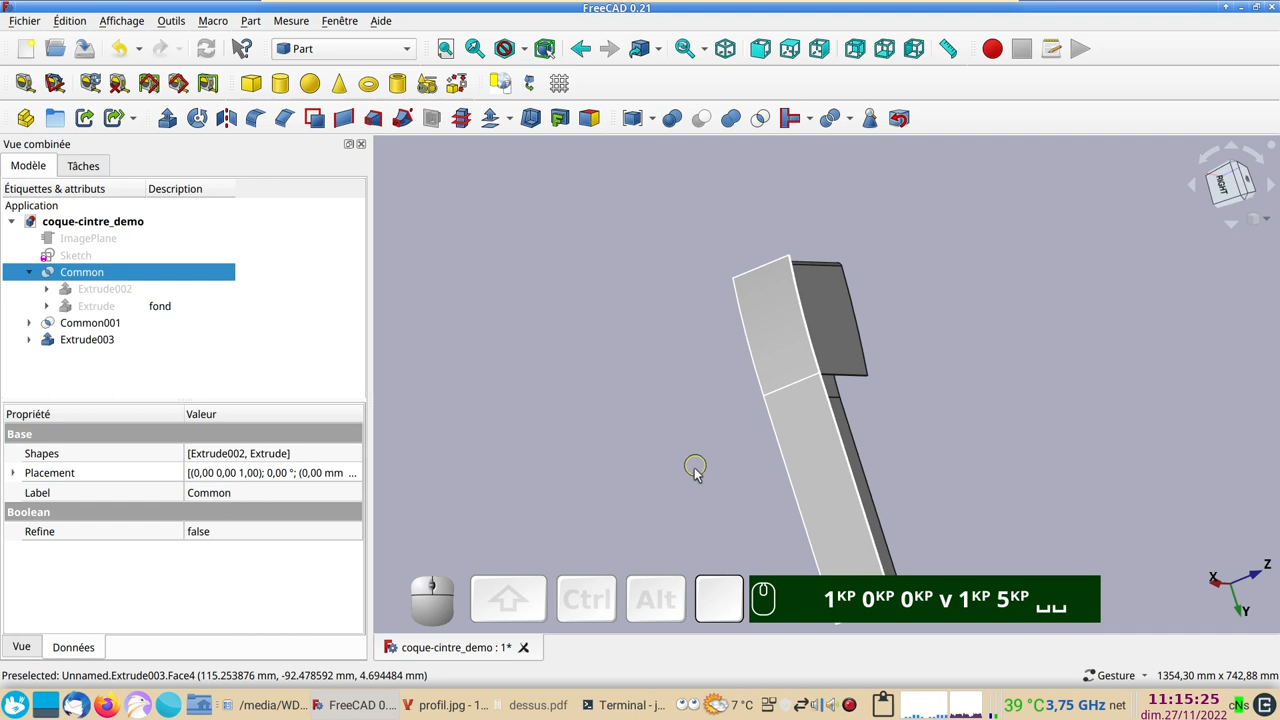 FreeCAD 0.21
Fichier Édition Affichage Outils Macro Part Mesure Fenêtre Aide
Part
Vue combinée
Modèle Tâches
Étiquettes & attributs Description
Application
coque-cintre_demo
ImagePlane
Sketch
Common
Extrude002
Extrude fond
Common001
Extrude003
Propriété Valeur
Base
Shapes [Extrude002, Extrude]
Placement [(0,00 0,00 1,00); 0,00 °; (0,00 mm ...
Label Common
Boolean
Refine false
RIGHT
X Z Y
Ctrl Alt
1KP 0KP 0KP v 1KP 5KP ␣␣
Vue Données
coque-cintre_demo : 1*
Preselected: Unnamed.Extrude003.Face4 (115.253876 mm, -92.478592 mm, 4.694484 mm)
Gesture 1354,30 mm x 742,88 mm
/media/WD... FreeCAD 0.... profil.jpg - 1... dessus.pdf Terminal - j... 7 °C 39 °C 3,75 GHz net 11:15:25
dim.27/11/2022